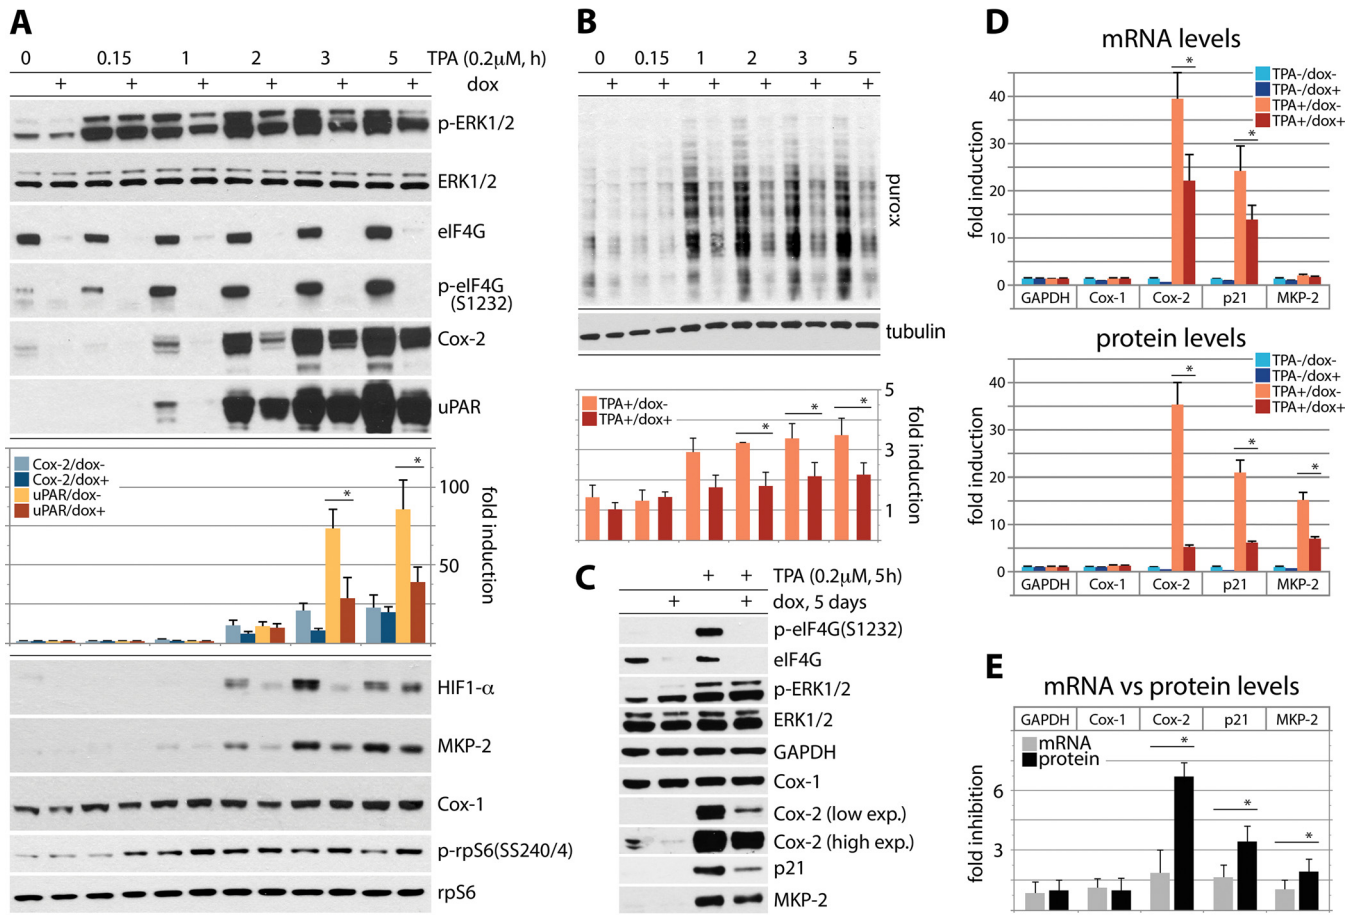 A
0 0.15 1 2 3 5 TPA (0.2μM, h)
+ + + + + + dox
p-ERK1/2
ERK1/2
eIF4G
p-eIF4G
(S1232)
Cox-2
uPAR
Cox-2/dox-
Cox-2/dox+
uPAR/dox-
uPAR/dox+
*
*
100
50
fold induction
HIF1-α
MKP-2
Cox-1
p-rpS6(SS240/4)
rpS6
B
0 0.15 1 2 3 5
+ + + + + +
puro:x
tubulin
TPA+/dox-
TPA+/dox+
* * *
5
3
1
fold induction
C
+ + TPA (0.2μM, 5h)
+ + dox, 5 days
p-eIF4G(S1232)
eIF4G
p-ERK1/2
ERK1/2
GAPDH
Cox-1
Cox-2 (low exp.)
Cox-2 (high exp.)
p21
MKP-2
D
mRNA levels
TPA-/dox-
TPA-/dox+
TPA+/dox-
TPA+/dox+
* *
40
30
20
10
0
fold induction
GAPDH Cox-1 Cox-2 p21 MKP-2
protein levels
TPA-/dox-
TPA-/dox+
TPA+/dox-
TPA+/dox+
* * *
40
30
20
10
0
fold induction
GAPDH Cox-1 Cox-2 p21 MKP-2
E
mRNA vs protein levels
GAPDH Cox-1 Cox-2 p21 MKP-2
mRNA
protein
* * *
6
3
fold inhibition